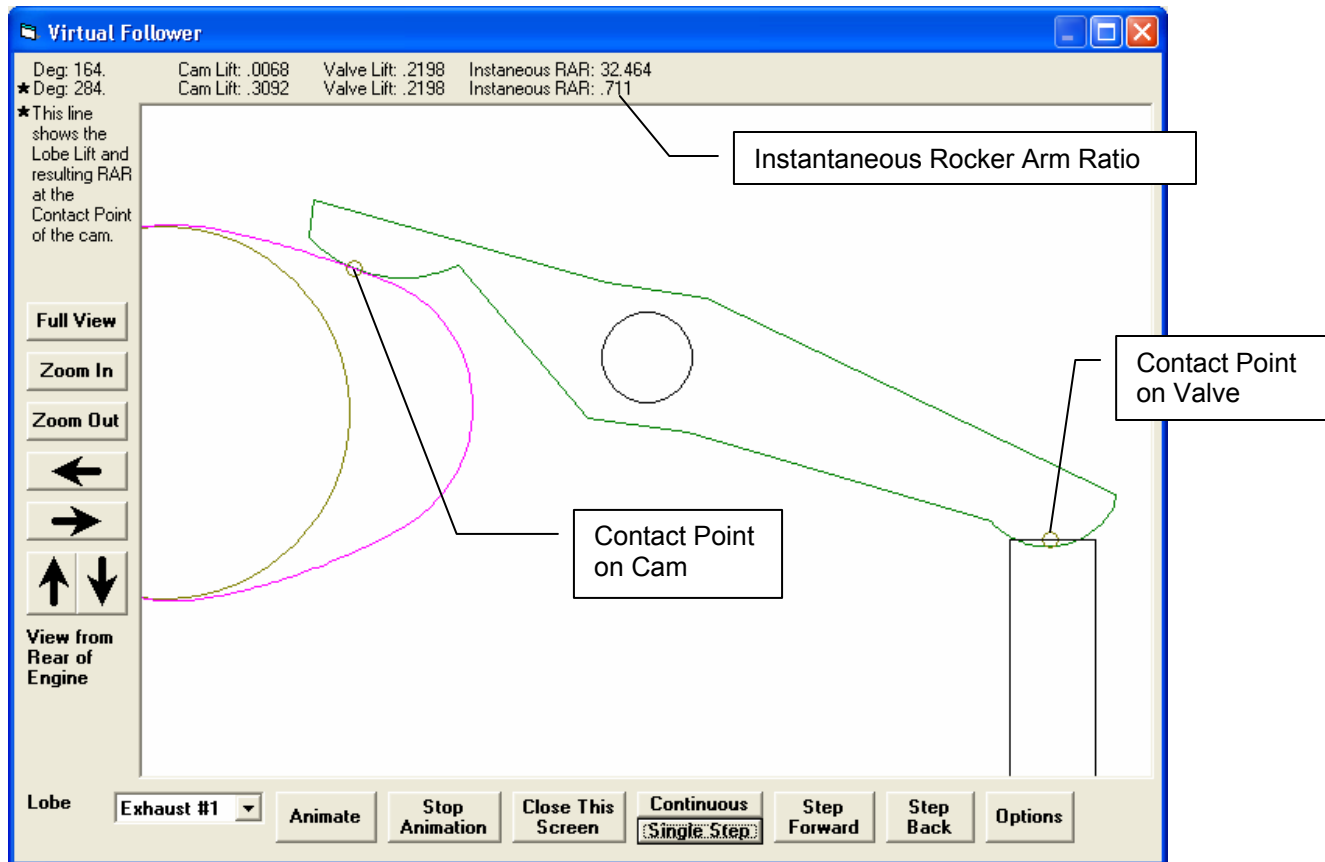 Virtual Follower
Deg: 164. Cam Lift: .0068 Valve Lift: .2198 Instaneous RAR: 32.464
★Deg: 284. Cam Lift: .3092 Valve Lift: .2198 Instaneous RAR: .711
★This line
shows the
Lobe Lift and
resulting RAR
at the
Contact Point
of the cam.
Instantaneous Rocker Arm Ratio
Full View
Zoom In
Zoom Out
Contact Point
on Valve
Contact Point
on Cam
View from
Rear of
Engine
Lobe
Exhaust #1
Animate
Stop
Animation
Close This
Screen
Continuous
Single Step
Step
Forward
Step
Back
Options